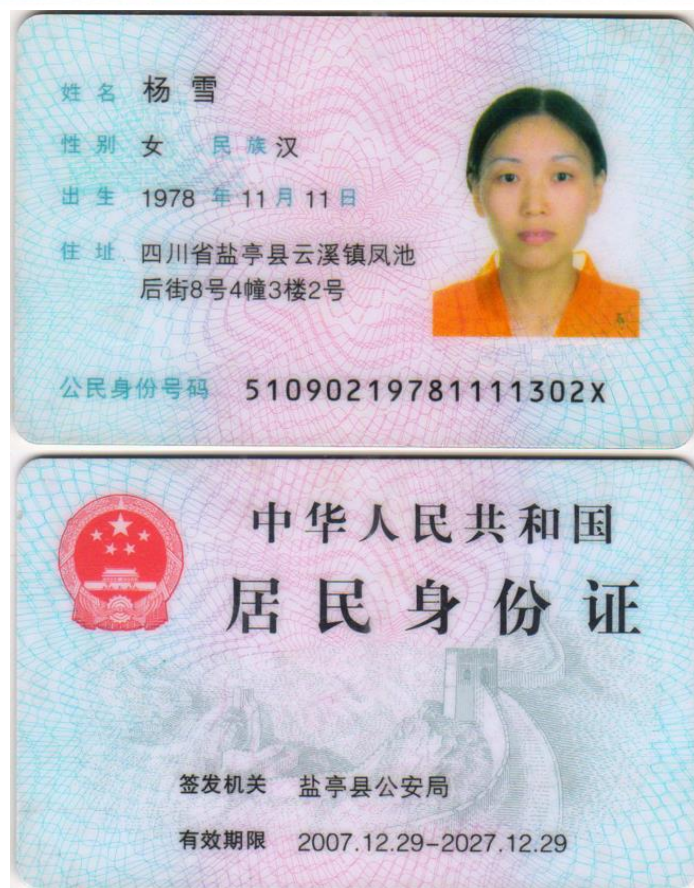 姓名 杨雪
性别 女 民族 汉
出生 1978 年 11 月 11 日
住址 四川省盐亭县云溪镇凤池
后街8号4幢3楼2号
公民身份号码 51090219781111302X
中华人民共和国
居民身份证
签发机关 盐亭县公安局
有效期限 2007.12.29-2027.12.29